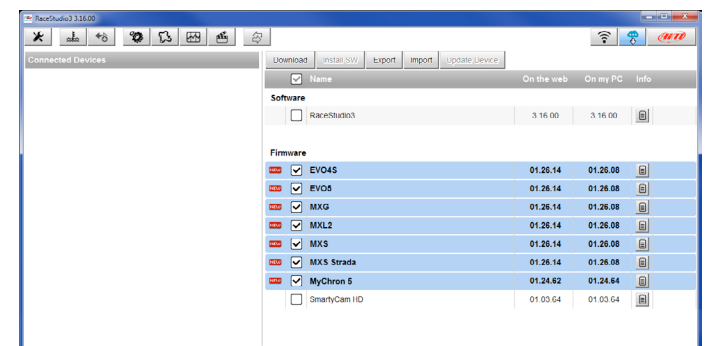 RaceStudio3 3.16.00
AiM
Connected Devices
Download Install SW Export Import Update Device
Name On the web On my PC Info
Software
RaceStudio3 3.16.00 3.16.00
Firmware
NEW EVO4S 01.26.14 01.26.08
NEW EVO5 01.26.14 01.26.08
NEW MXG 01.26.14 01.26.08
NEW MXL2 01.26.14 01.26.08
NEW MXS 01.26.14 01.26.08
NEW MXS Strada 01.26.14 01.26.08
NEW MyChron 5 01.24.62 01.24.64
SmartyCam HD 01.03.64 01.03.64